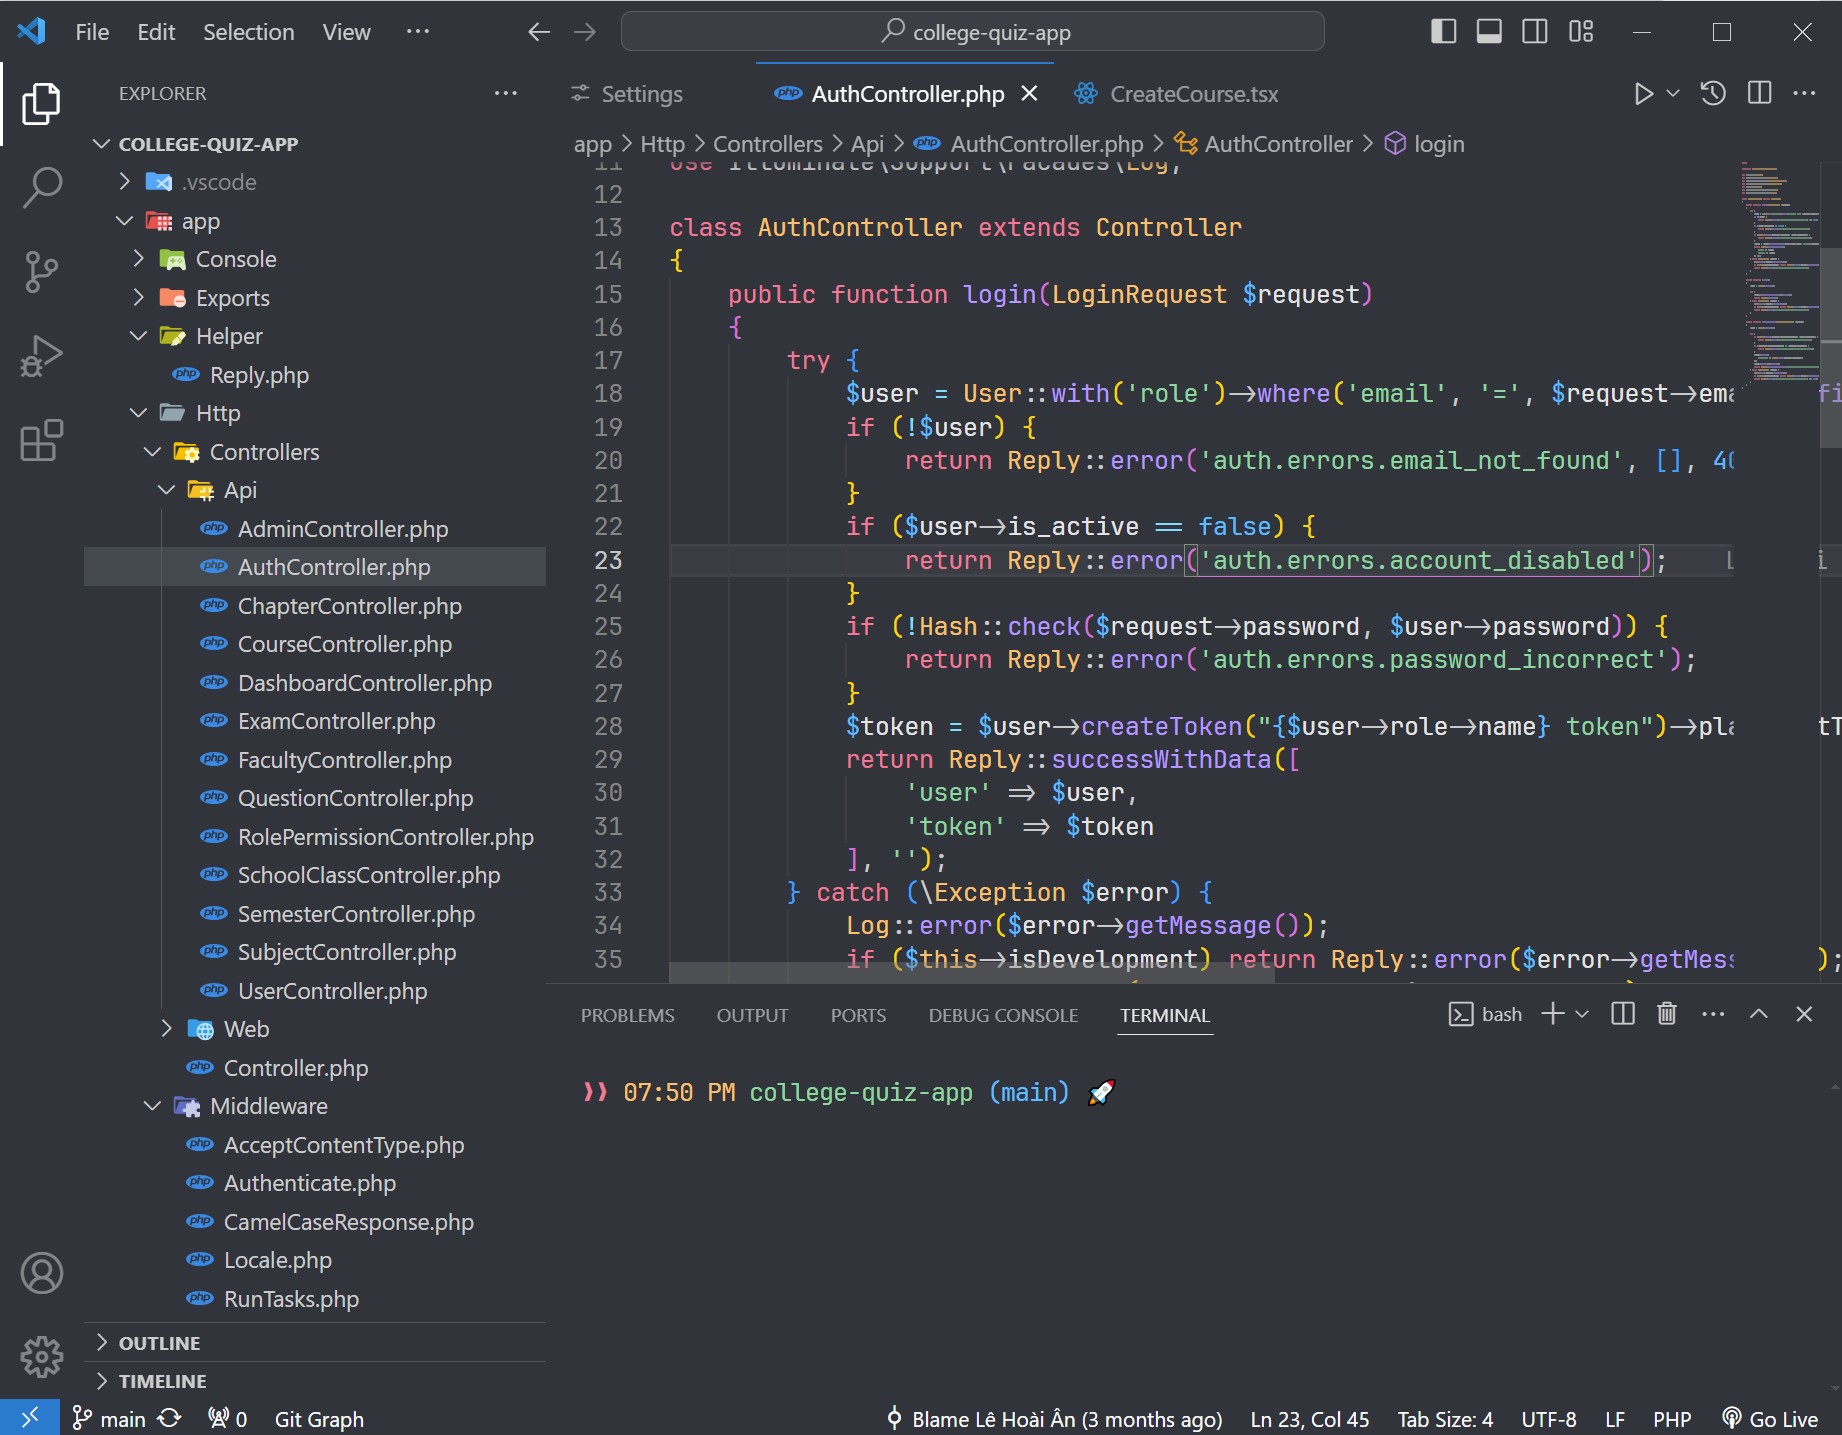 File Edit Selection View ··· college-quiz-app
EXPLORER ···
COLLEGE-QUIZ-APP
.vscode
app
Console
Exports
Helper
Reply.php
Http
Controllers
Api
AdminController.php
AuthController.php
ChapterController.php
CourseController.php
DashboardController.php
ExamController.php
FacultyController.php
QuestionController.php
RolePermissionController.php
SchoolClassController.php
SemesterController.php
SubjectController.php
UserController.php
Web
Controller.php
Middleware
AcceptContentType.php
Authenticate.php
CamelCaseResponse.php
Locale.php
RunTasks.php
OUTLINE
TIMELINE
Settings AuthController.php CreateCourse.tsx
app > Http > Controllers > Api > AuthController.php > AuthController > login
11 use Illuminate\Support\Facades\Log;
12
13 class AuthController extends Controller
14 {
15 public function login(LoginRequest $request)
16 {
17 try {
18 $user = User::with('role')->where('email', '=', $request->ema
19 if (!$user) {
20 return Reply::error('auth.errors.email_not_found', [], 40
21 }
22 if ($user->is_active == false) {
23 return Reply::error('auth.errors.account_disabled');
24 }
25 if (!Hash::check($request->password, $user->password)) {
26 return Reply::error('auth.errors.password_incorrect');
27 }
28 $token = $user->createToken("{$user->role->name} token")->pla
29 return Reply::successWithData([
30 'user' => $user,
31 'token' => $token
32 ], '');
33 } catch (\Exception $error) {
34 Log::error($error->getMessage());
35 if ($this->isDevelopment) return Reply::error($error->getMess
PROBLEMS OUTPUT PORTS DEBUG CONSOLE TERMINAL bash
07:50 PM college-quiz-app (main) 🚀
main 0 Git Graph Blame Lê Hoài Ân (3 months ago) Ln 23, Col 45 Tab Size: 4 UTF-8 LF PHP Go Live